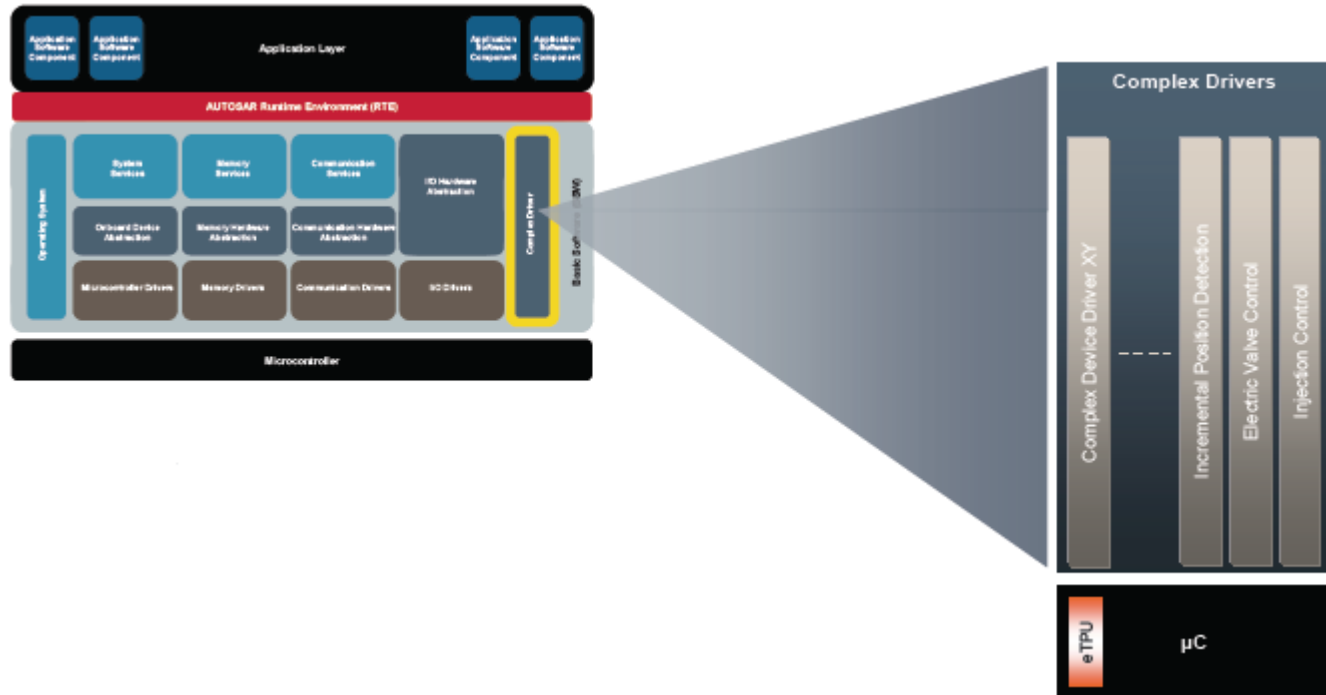 Application
Software
Component
Application
Software
Component
Application Layer
Application
Software
Component
Application
Software
Component
AUTOSAR Runtime Environment (RTE)
Operating System
System
Services
Memory
Services
Communication
Services
I/O Hardware
Abstraction
Onboard Device
Abstraction
Memory Hardware
Abstraction
Communication Hardware
Abstraction
Microcontroller Drivers
Memory Drivers
Communication Drivers
I/O Drivers
Complex Driver
Basic Software (BSW)
Microcontroller
Complex Drivers
Complex Device Driver XY
Incremental Position Detection
Electric Valve Control
Injection Control
eTPU
µC